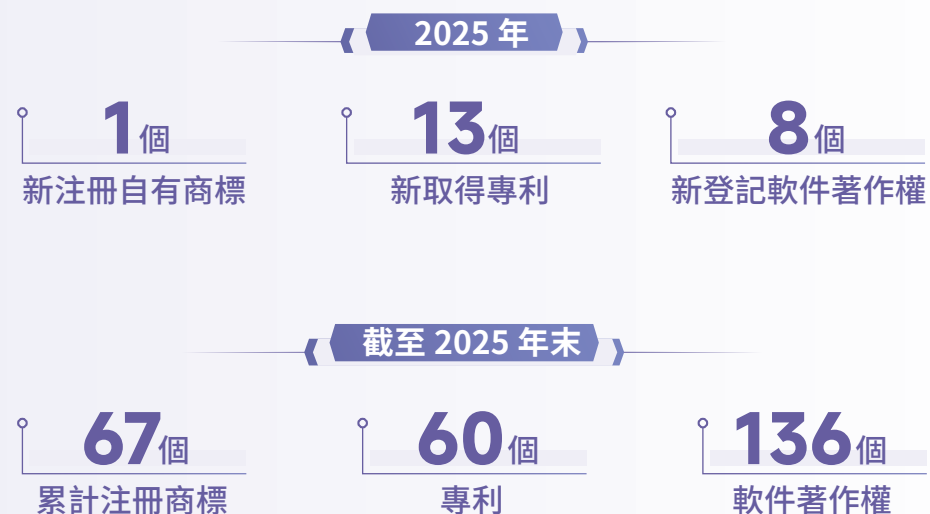 2025 年
1個
13個
8個
新注冊自有商標
新取得專利
新登記軟件著作權
截至 2025 年末
67個
60個
136個
累計注冊商標
專利
軟件著作權